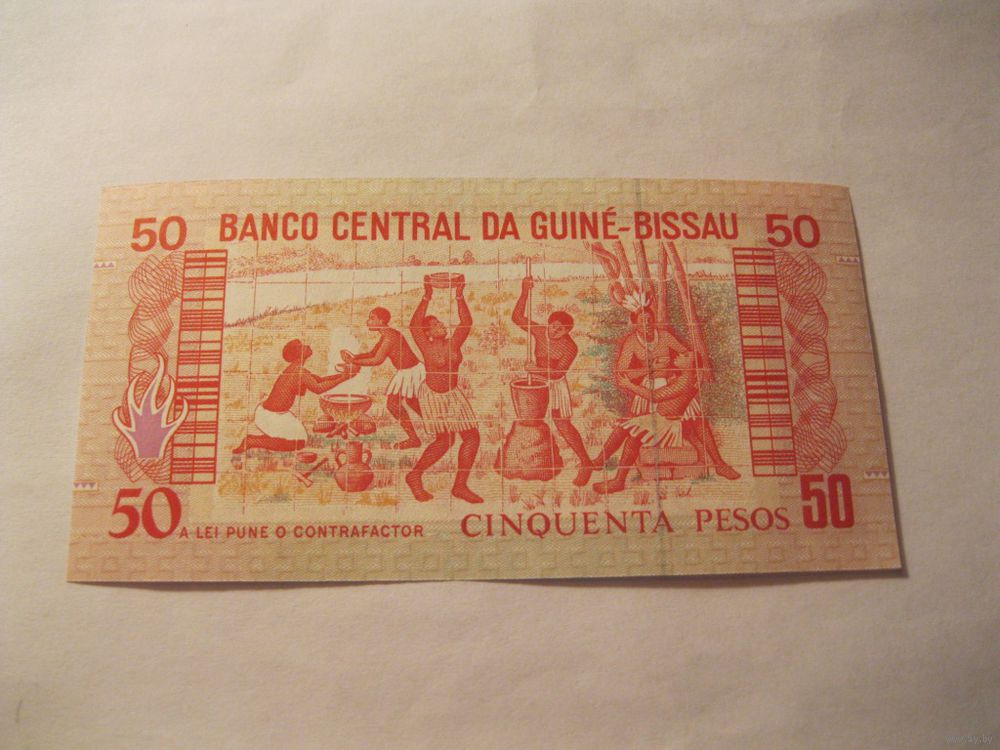 50 BANCO CENTRAL DA GUINÉ-BISSAU 50
50 A LEI PUNE O CONTRAFACTOR CINQUENTA PESOS 50